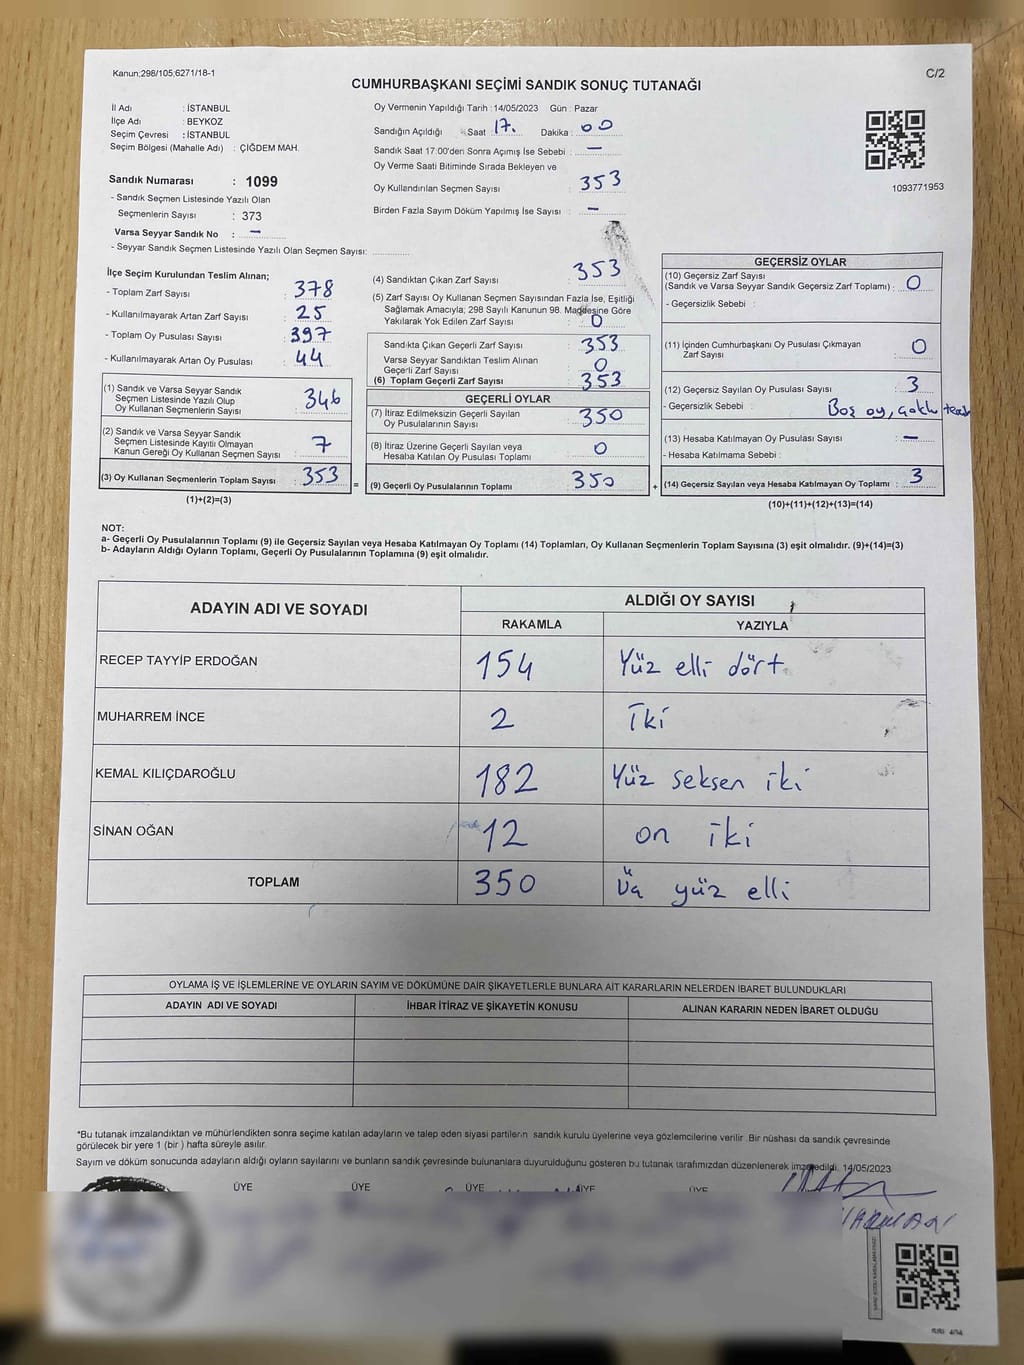 Kanun;298/105;6271/18-1
C/2
CUMHURBAŞKANI SEÇİMİ SANDIK SONUÇ TUTANAĞI
İl Adı : İSTANBUL
İlçe Adı : BEYKOZ
Seçim Çevresi : İSTANBUL
Seçim Bölgesi (Mahalle Adı) : ÇİĞDEM MAH.
Sandık Numarası : 1099
- Sandık Seçmen Listesinde Yazılı Olan
Seçmenlerin Sayısı : 373
Varsa Seyyar Sandık No : –
- Seyyar Sandık Seçmen Listesinde Yazılı Olan Seçmen Sayısı:
Oy Vermenin Yapıldığı Tarih :14/05/2023 Gün : Pazar
Sandığın Açıldığı Saat 17. Dakika : 00
Sandık Saat 17:00'den Sonra Açımış İse Sebebi : –
Oy Verme Saati Bitiminde Sırada Bekleyen ve
Oy Kullandırılan Seçmen Sayısı : 353
Birden Fazla Sayım Döküm Yapılmış İse Sayısı : –
1093771953
İlçe Seçim Kurulundan Teslim Alınan;
- Toplam Zarf Sayısı : 378
- Kullanılmayarak Artan Zarf Sayısı : 25
- Toplam Oy Pusulası Sayısı : 397
- Kullanılmayarak Artan Oy Pusulası : 44
(1) Sandık ve Varsa Seyyar Sandık
Seçmen Listesinde Yazılı Olup
Oy Kullanan Seçmenlerin Sayısı : 346
(2) Sandık ve Varsa Seyyar Sandık
Seçmen Listesinde Kayıtlı Olmayan
Kanun Gereği Oy Kullanan Seçmen Sayısı : 7
(3) Oy Kullanan Seçmenlerin Toplam Sayısı : 353
(1)+(2)=(3)
(4) Sandıktan Çıkan Zarf Sayısı : 353
(5) Zarf Sayısı Oy Kullanan Seçmen Sayısından Fazla İse, Eşitliği
Sağlamak Amacıyla; 298 Sayılı Kanunun 98. Maddesine Göre
Yakılarak Yok Edilen Zarf Sayısı : 0
Sandıkta Çıkan Geçerli Zarf Sayısı : 353
Varsa Seyyar Sandıktan Teslim Alınan
Geçerli Zarf Sayısı : 0
(6) Toplam Geçerli Zarf Sayısı : 353
GEÇERLİ OYLAR
(7) İtiraz Edilmeksizin Geçerli Sayılan
Oy Pusulalarının Sayısı : 350
(8) İtiraz Üzerine Geçerli Sayılan veya
Hesaba Katılan Oy Pusulası Toplamı : 0
= (9) Geçerli Oy Pusulalarının Toplamı : 350
GEÇERSİZ OYLAR
(10) Geçersiz Zarf Sayısı
(Sandık ve Varsa Seyyar Sandık Geçersiz Zarf Toplamı) : 0
- Geçersizlik Sebebi :
(11) İçinden Cumhurbaşkanı Oy Pusulası Çıkmayan
Zarf Sayısı : 0
(12) Geçersiz Sayılan Oy Pusulası Sayısı : 3
- Geçersizlik Sebebi : Boş oy,
(13) Hesaba Katılmayan Oy Pusulası Sayısı : –
- Hesaba Katılmama Sebebi :
+ (14) Geçersiz Sayılan veya Hesaba Katılmayan Oy Toplamı : 3
(10)+(11)+(12)+(13)=(14)
NOT:
a- Geçerli Oy Pusulalarının Toplamı (9) ile Geçersiz Sayılan veya Hesaba Katılmayan Oy Toplamı (14) Toplamları, Oy Kullanan Seçmenlerin Toplam Sayısına (3) eşit olmalıdır. (9)+(14)=(3)
b- Adayların Aldığı Oyların Toplamı, Geçerli Oy Pusulalarının Toplamına (9) eşit olmalıdır.
ADAYIN ADI VE SOYADI
ALDIĞI OY SAYISI
RAKAMLA YAZIYLA
RECEP TAYYİP ERDOĞAN 154 Yüz elli dört
MUHARREM İNCE 2 İki
KEMAL KILIÇDAROĞLU 182 Yüz seksen iki
SİNAN OĞAN 12 on iki
TOPLAM 350 Üç yüz elli
OYLAMA İŞ VE İŞLEMLERİNE VE OYLARIN SAYIM VE DÖKÜMÜNE DAİR ŞİKAYETLERLE BUNLARA AİT KARARLARIN NELERDEN İBARET BULUNDUKLARI
ADAYIN ADI VE SOYADI İHBAR İTİRAZ VE ŞİKAYETİN KONUSU ALINAN KARARIN NEDEN İBARET OLDUĞU
*Bu tutanak imzalandıktan ve mühürlendikten sonra seçime katılan adayların ve talep eden siyasi partilerin sandık kurulu üyelerine veya gözlemcilerine verilir .Bir nüshası da sandık çevresinde
görülecek bir yere 1 (bir ) hafta süreyle asılır.
Sayım ve döküm sonucunda adayların aldığı oyların sayılarını ve bunların sandık çevresinde bulunanlara duyurulduğunu gösteren bu tutanak tarafımızdan düzenlenerek imza edildi. 14/05/2023
ÜYE ÜYE ÜYE ÜYE ÜYE